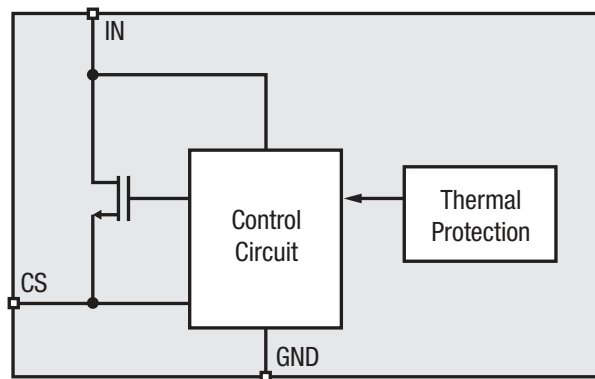 IN
Control
Circuit
Thermal
Protection
CS
GND